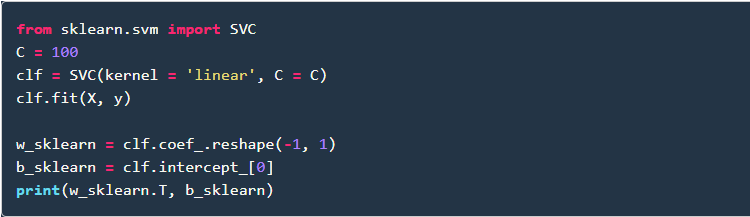 from sklearn.svm import SVC
C = 100
clf = SVC(kernel = 'linear', C = C)
clf.fit(X, y)

w_sklearn = clf.coef_.reshape(-1, 1)
b_sklearn = clf.intercept_[0]
print(w_sklearn.T, b_sklearn)